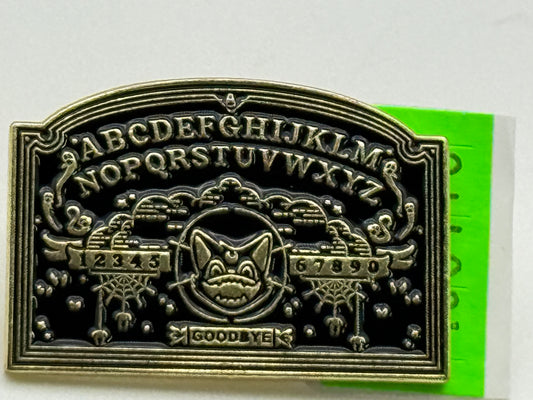 ABCDEFGHIJKLM
NOPQRSTUVWXYZ
12345 67890
GOODBYE